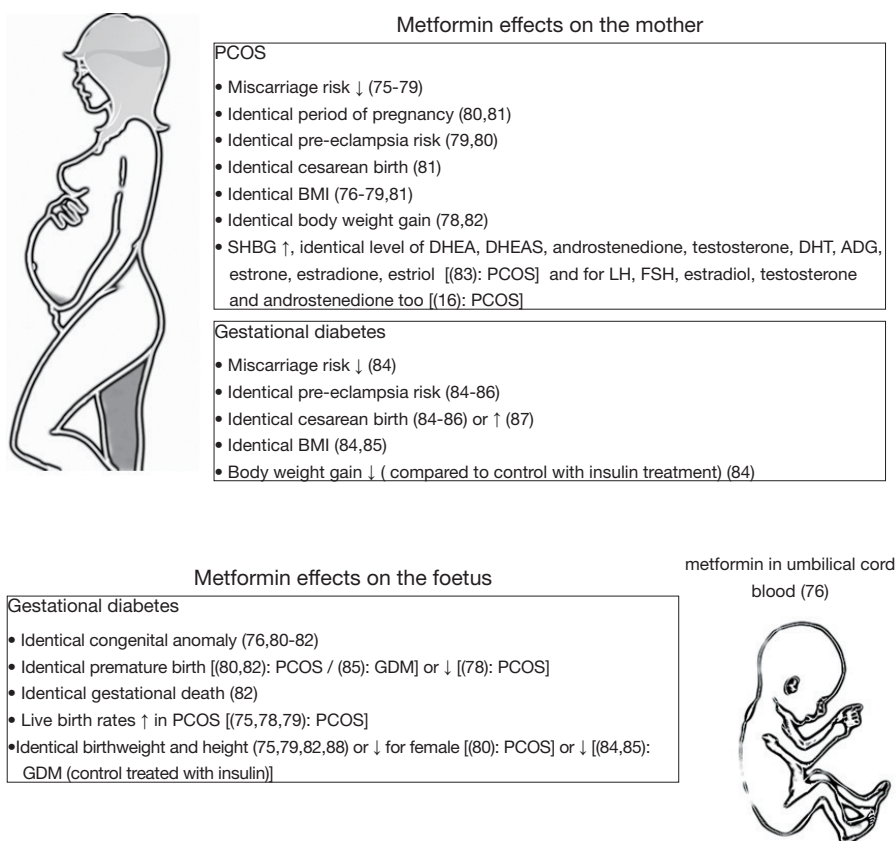 Metformin effects on the mother
PCOS
• Miscarriage risk ↓ (75-79)
• Identical period of pregnancy (80,81)
• Identical pre-eclampsia risk (79,80)
• Identical cesarean birth (81)
• Identical BMI (76-79,81)
• Identical body weight gain (78,82)
• SHBG ↑, identical level of DHEA, DHEAS, androstenedione, testosterone, DHT, ADG,
estrone, estradione, estriol [(83): PCOS] and for LH, FSH, estradiol, testosterone
and androstenedione too [(16): PCOS]
Gestational diabetes
• Miscarriage risk ↓ (84)
• Identical pre-eclampsia risk (84-86)
• Identical cesarean birth (84-86) or ↑ (87)
• Identical BMI (84,85)
• Body weight gain ↓ ( compared to control with insulin treatment) (84)
metformin in umbilical cord
blood (76)
Metformin effects on the foetus
Gestational diabetes
• Identical congenital anomaly (76,80-82)
• Identical premature birth [(80,82): PCOS / (85): GDM] or ↓ [(78): PCOS]
• Identical gestational death (82)
• Live birth rates ↑ in PCOS [(75,78,79): PCOS]
•Identical birthweight and height (75,79,82,88) or ↓ for female [(80): PCOS] or ↓ [(84,85):
GDM (control treated with insulin)]